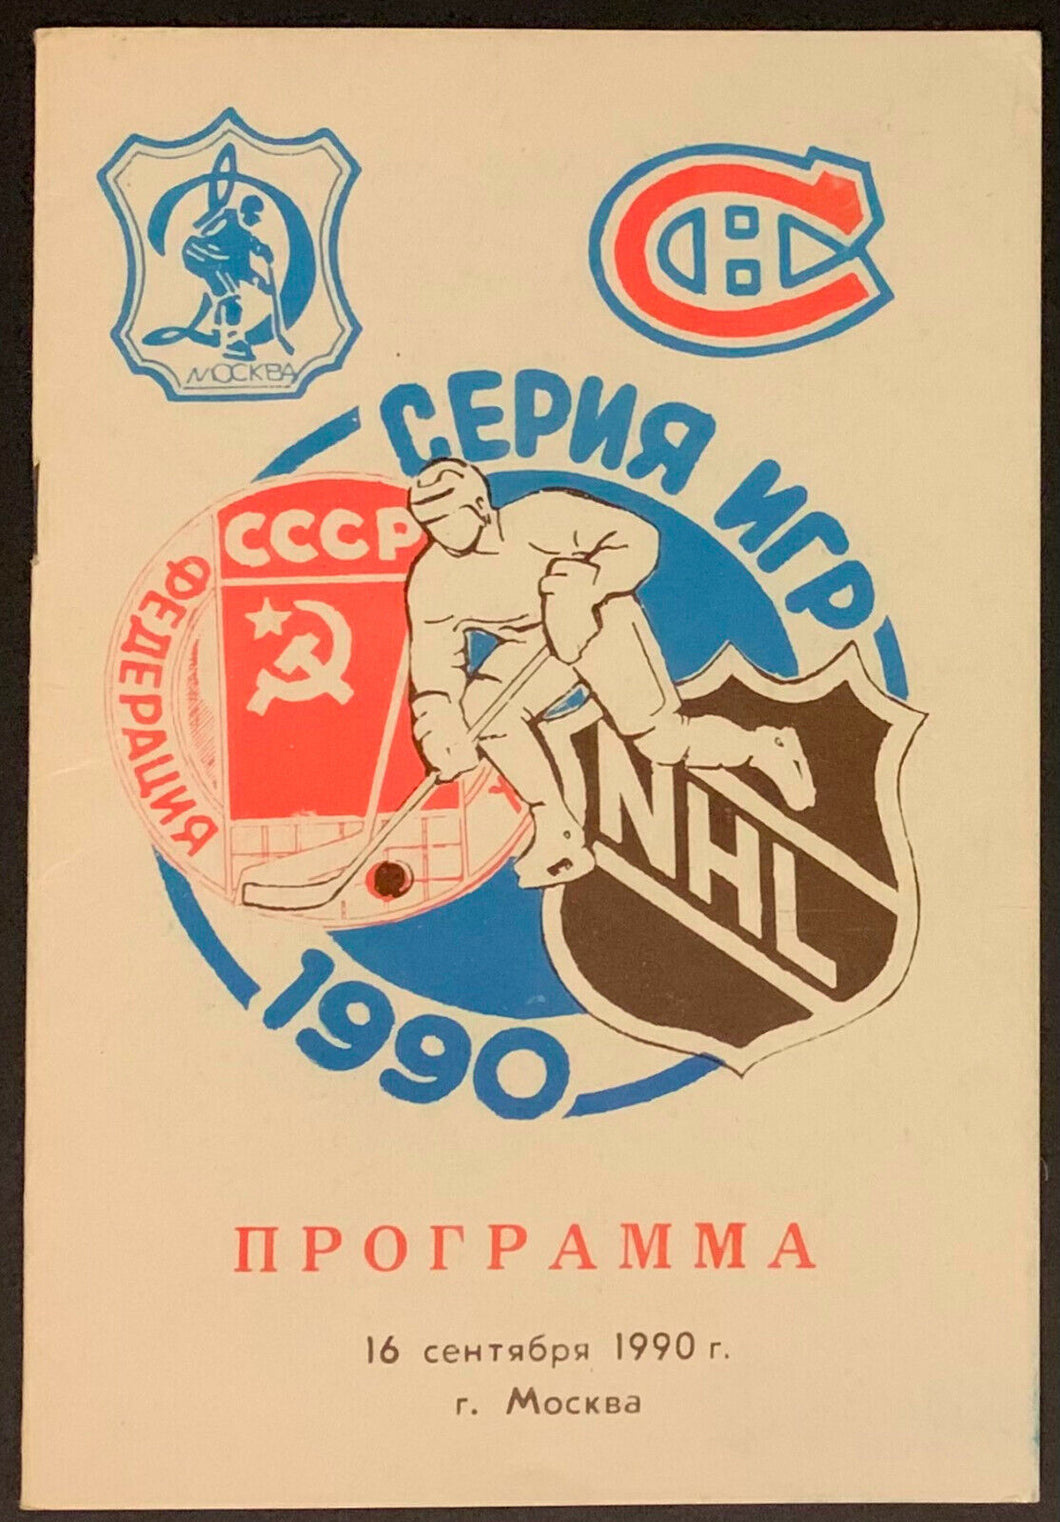 МОСКВА
СЕРИЯ ИГР
СССР
ФЕДЕРАЦИЯ
NHL
1990
ПРОГРАММА
16 сентября 1990 г.
г. Москва